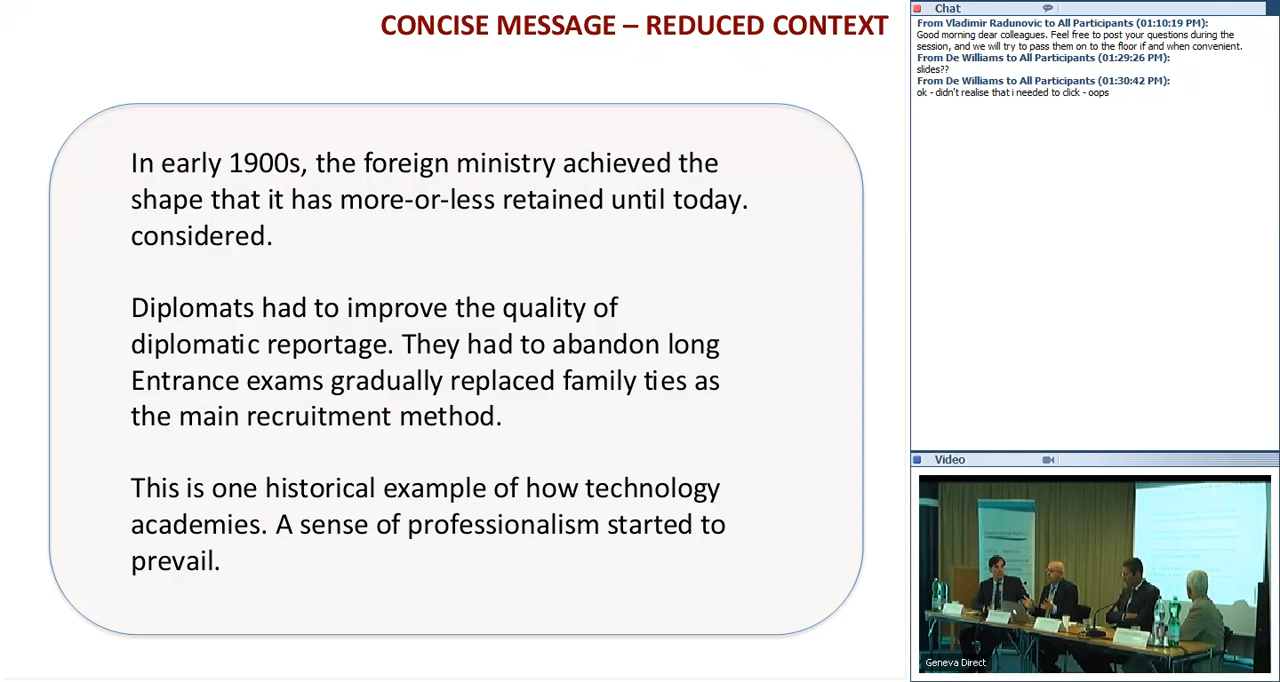 CONCISE MESSAGE – REDUCED CONTEXT
In early 1900s, the foreign ministry achieved the
shape that it has more-or-less retained until today.
considered.
Diplomats had to improve the quality of
diplomatic reportage. They had to abandon long
Entrance exams gradually replaced family ties as
the main recruitment method.
This is one historical example of how technology
academies. A sense of professionalism started to
prevail.
Chat
From Vladimir Radunovic to All Participants (01:10:19 PM):
Good morning dear colleagues. Feel free to post your questions during the
session, and we will try to pass them on to the floor if and when convenient.
From De Williams to All Participants (01:29:26 PM):
slides??
From De Williams to All Participants (01:30:42 PM):
ok - didn't realise that i needed to click - oops
Video
Geneva Direct